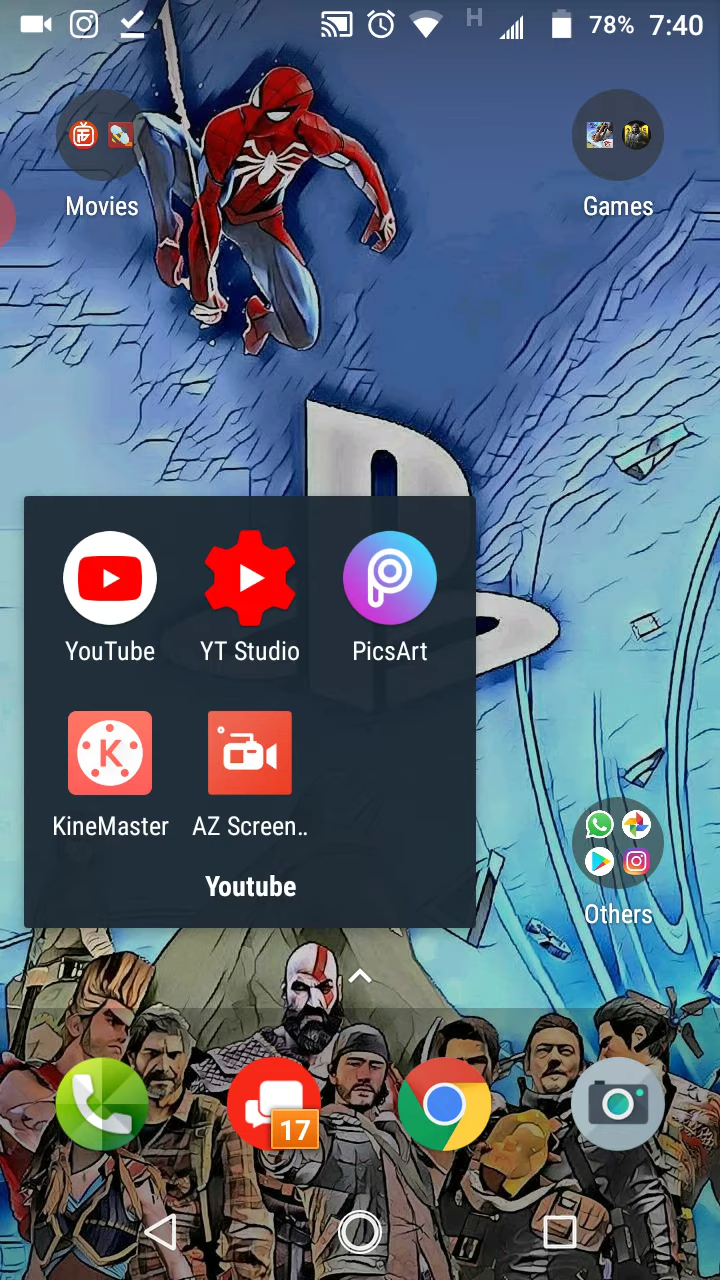 H 78% 7:40
Movies
Games
YouTube YT Studio PicsArt
K
KineMaster AZ Screen..
Youtube
Others
17